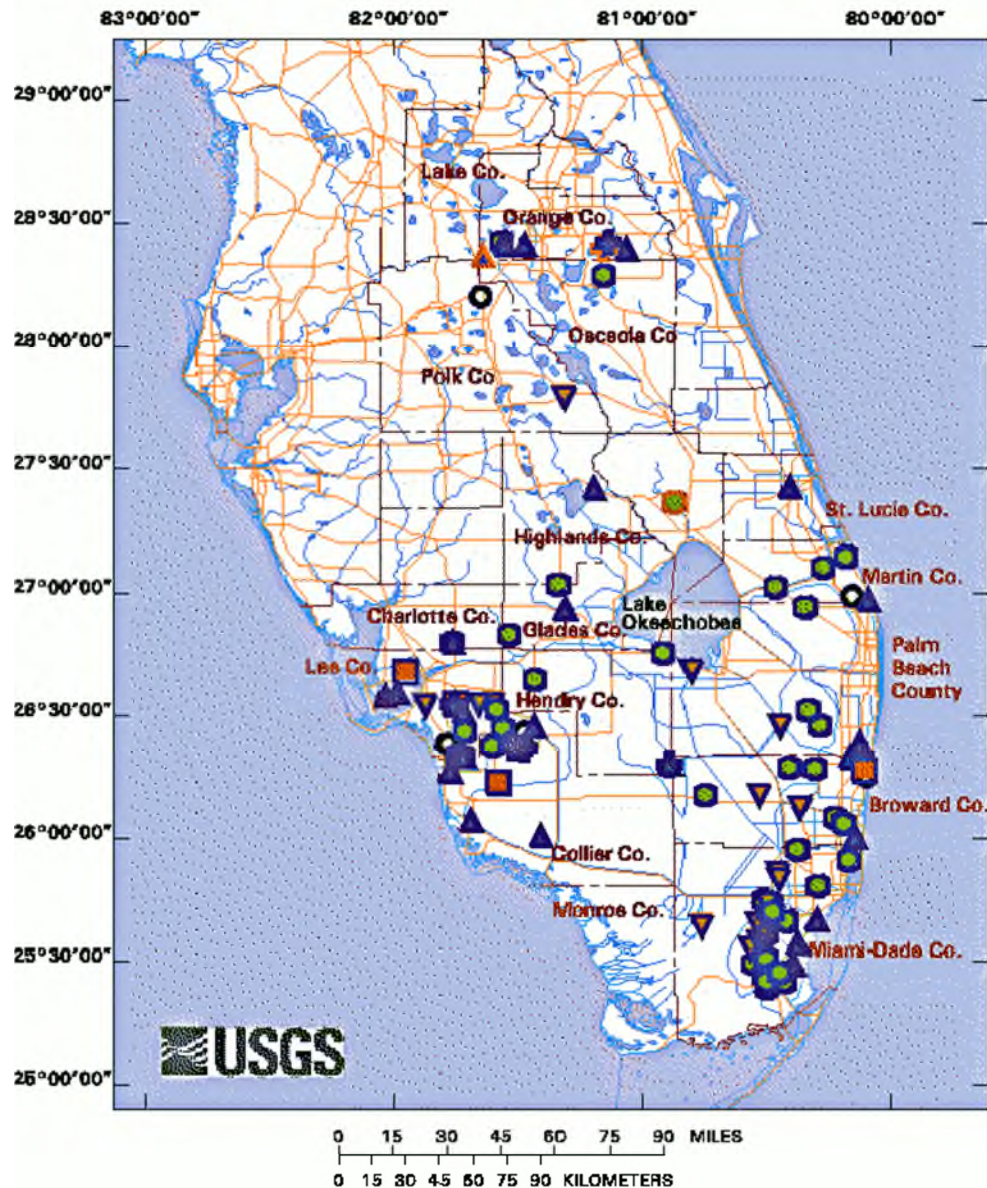 83°00'00" 82°00'00" 81°00'00" 80°00'00"
29°00'00"
Lake Co.
28°30'00"
Orange Co.
28°00'00"
Osceola Co
Polk Co
27°30'00"
St. Lucie Co.
Highlands Co.
27°00'00"
Martin Co.
Lake
Okeechobee
Charlotte Co.
Glades Co.
Lee Co.
Palm
Beach
County
26°30'00"
Hendry Co.
Broward Co.
26°00'00"
Collier Co.
Monroe Co.
Miami-Dade Co.
25°30'00"
USGS
25°00'00"
0 15 30 45 60 75 90 MILES
0 15 30 45 60 75 90 KILOMETERS